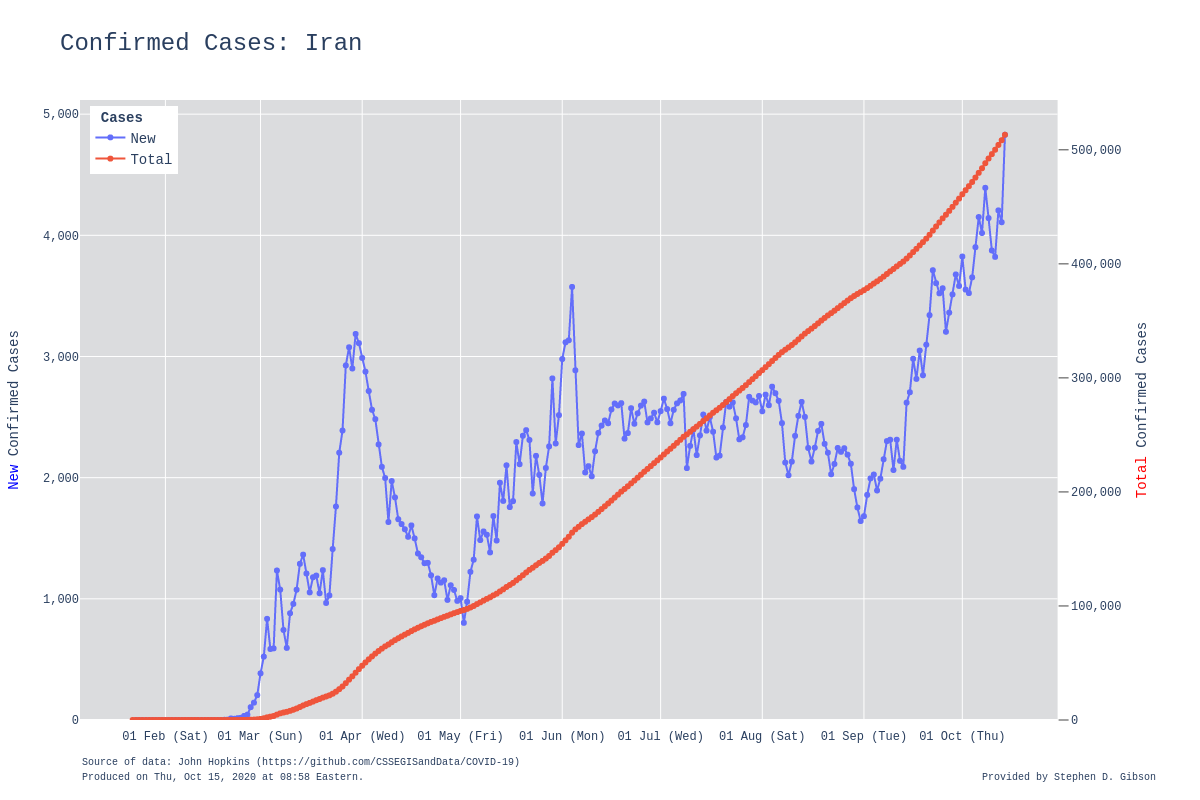 Confirmed Cases: Iran
Cases
New
Total
5,000
4,000
3,000
2,000
1,000
0
New Confirmed Cases
500,000
400,000
300,000
200,000
100,000
0
Total Confirmed Cases
01 Feb (Sat) 01 Mar (Sun) 01 Apr (Wed) 01 May (Fri) 01 Jun (Mon) 01 Jul (Wed) 01 Aug (Sat) 01 Sep (Tue) 01 Oct (Thu)
Source of data: John Hopkins (https://github.com/CSSEGISandData/COVID-19)
Produced on Thu, Oct 15, 2020 at 08:58 Eastern.
Provided by Stephen D. Gibson